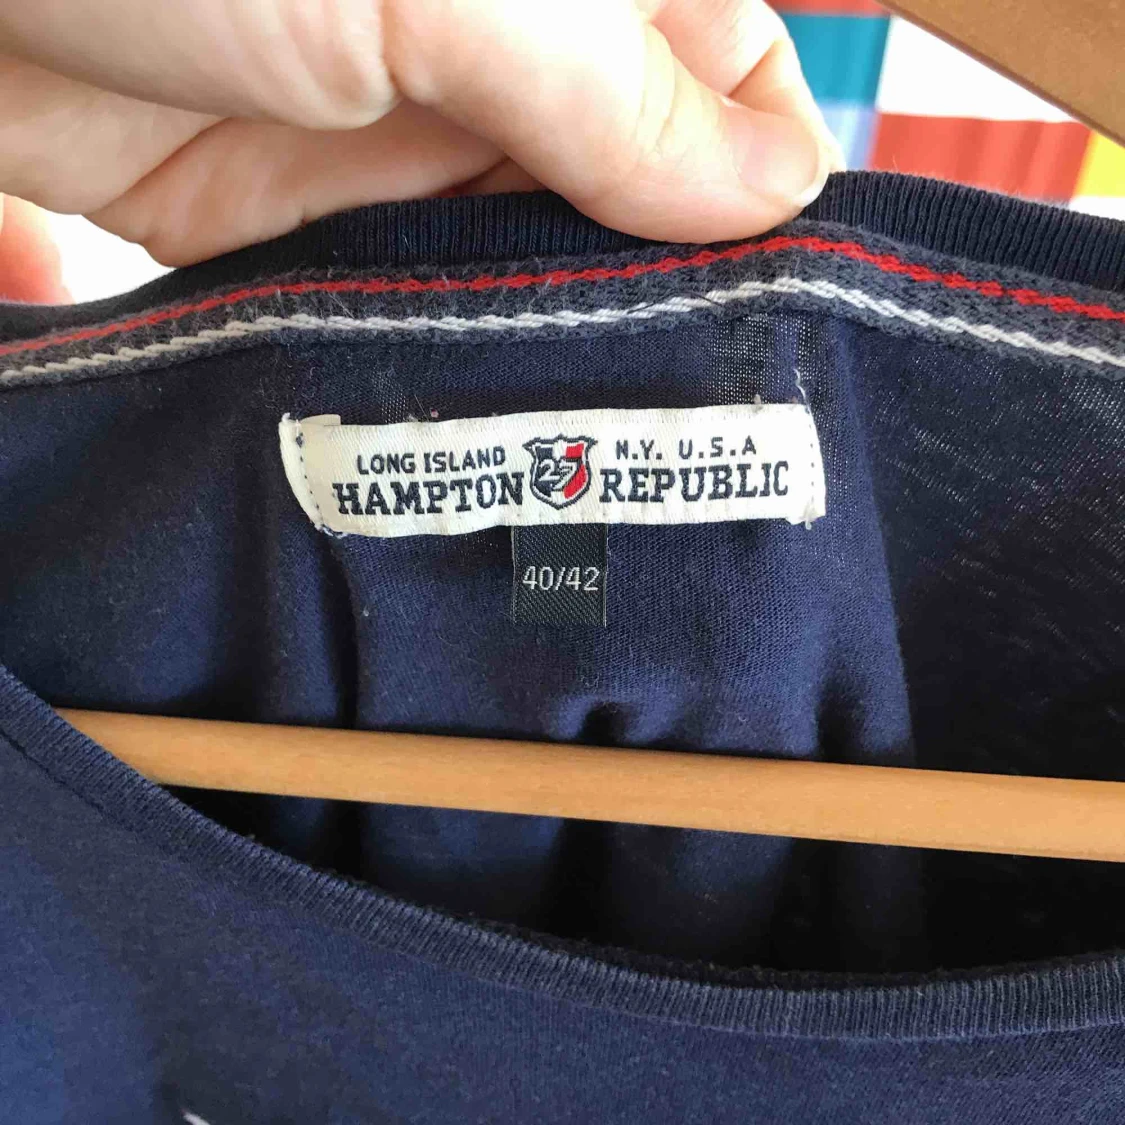 LONG ISLAND N.Y. U.S.A
HAMPTON 27 REPUBLIC
40/42